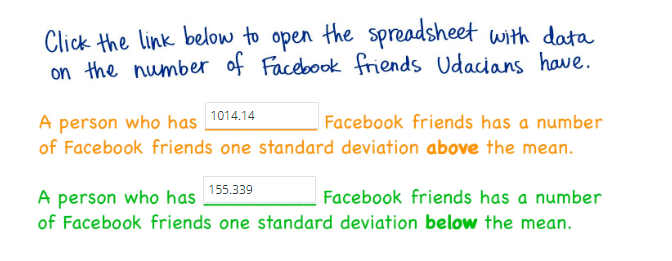 Click the link below to open the spreadsheet with data
on the number of Facebook friends Udacians have.
A person who has 1014.14 Facebook friends has a number
of Facebook friends one standard deviation above the mean.
A person who has 155.339 Facebook friends has a number
of Facebook friends one standard deviation below the mean.